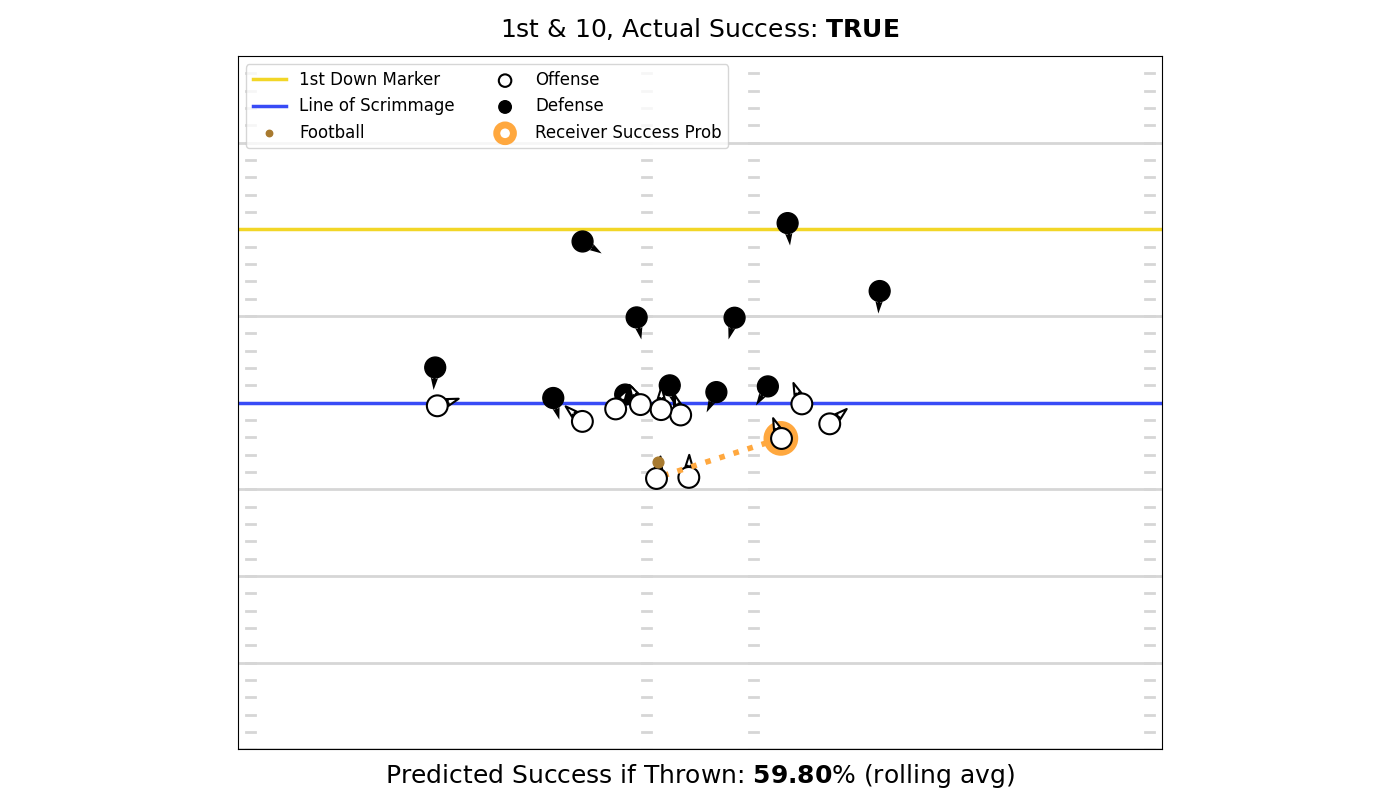 1st & 10, Actual Success: TRUE
1st Down Marker
Line of Scrimmage
Football
Offense
Defense
Receiver Success Prob
Predicted Success if Thrown: 59.80% (rolling avg)